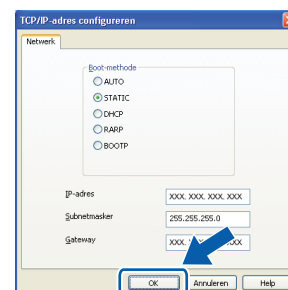 TCP/IP-adres configureren
Netwerk
Boot-methode
AUTO
STATIC
DHCP
RARP
BOOTP
IP-adres XXX. XXX. XXX. XXX
Subnetmasker 255.255.255.0
Gateway XXX.
OK Annuleren Help